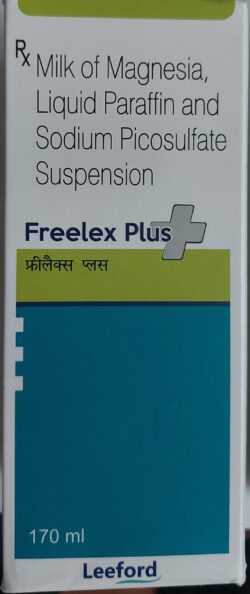 Rx Milk of Magnesia,
Liquid Paraffin and
Sodium Picosulfate
Suspension
Freelex Plus
फ्रीलैक्स प्लस
170 ml
Leeford